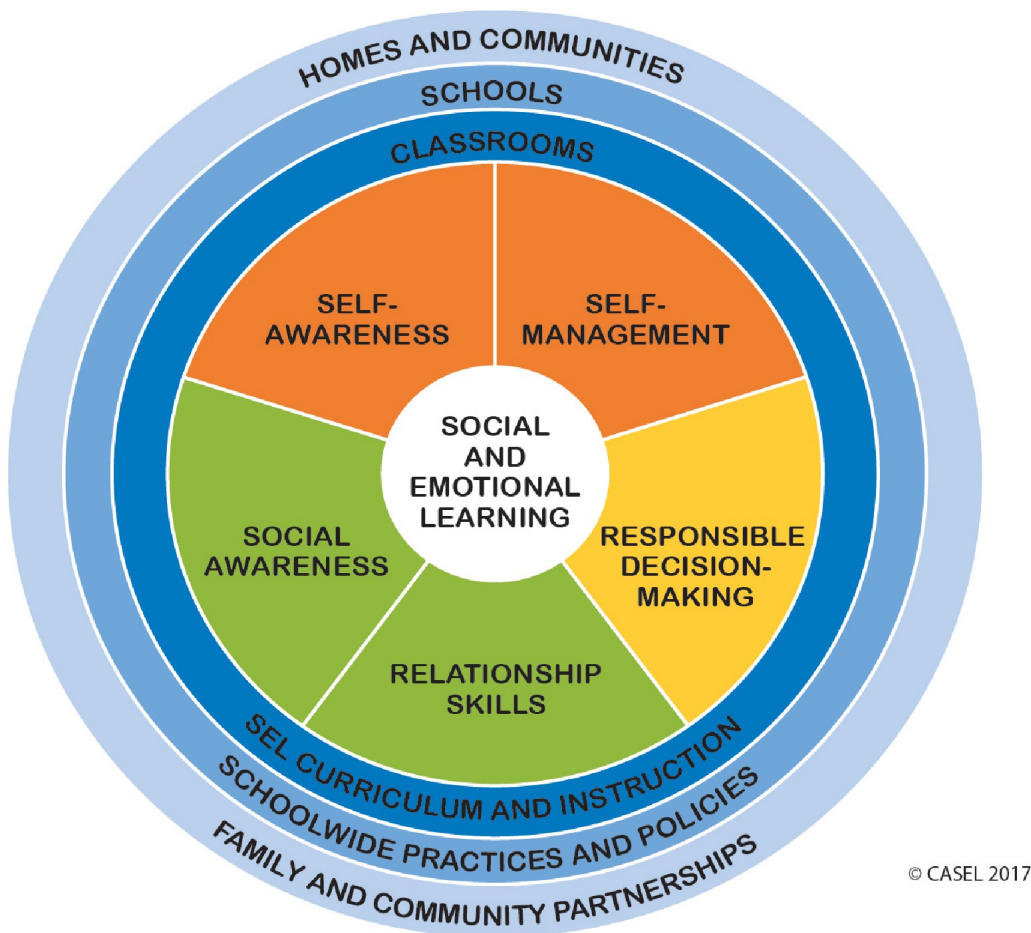 HOMES AND COMMUNITIES
SCHOOLS
CLASSROOMS
SELF-
AWARENESS
SELF-
MANAGEMENT
SOCIAL
AND
EMOTIONAL
LEARNING
SOCIAL
AWARENESS
RESPONSIBLE
DECISION-
MAKING
RELATIONSHIP
SKILLS
SEL CURRICULUM AND INSTRUCTION
SCHOOLWIDE PRACTICES AND POLICIES
FAMILY AND COMMUNITY PARTNERSHIPS
© CASEL 2017